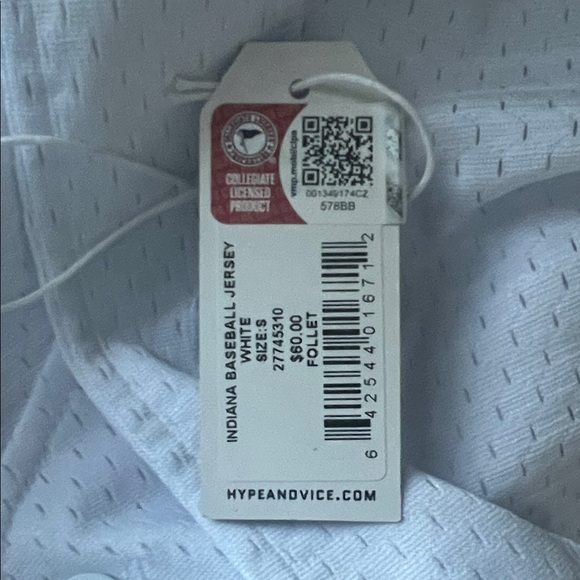 COLLEGIATE
LICENSED
PRODUCT
001349174CZ
578BB
INDIANA BASEBALL JERSEY
WHITE
SIZE:S
27745310
$60.00
FOLLET
6 42544 01671 2
HYPEANDVICE.COM